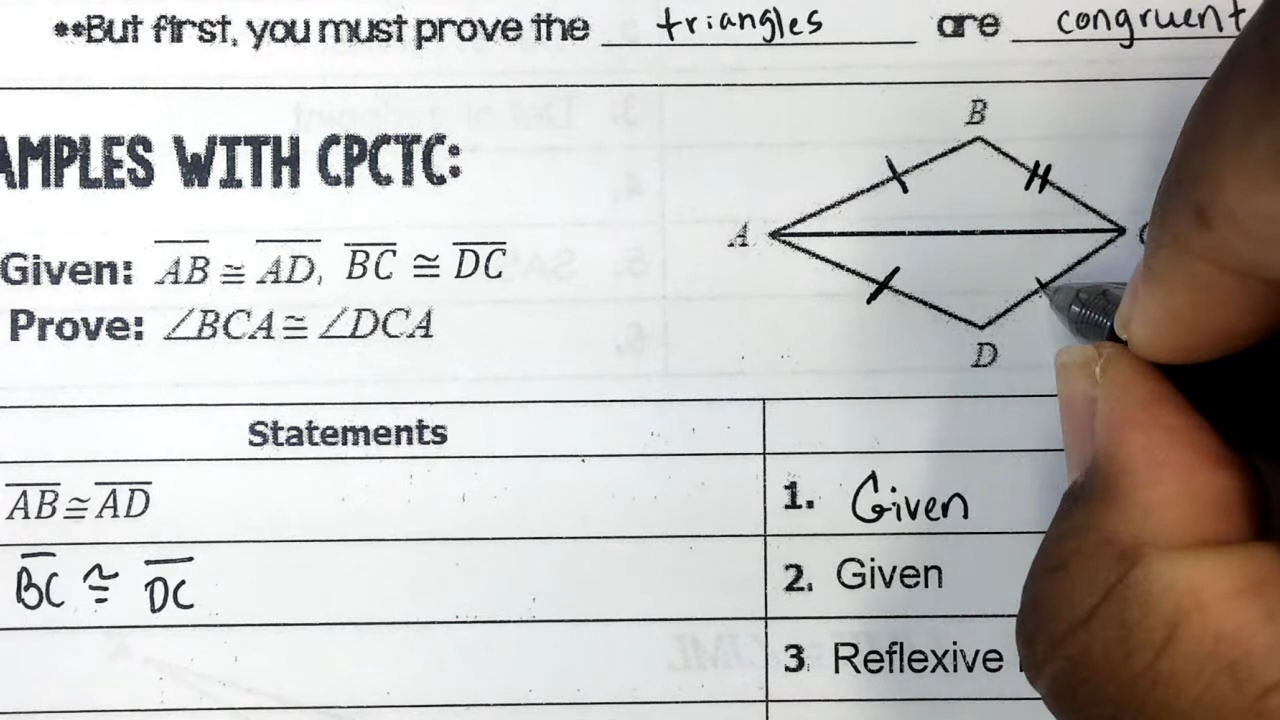 **But first, you must prove the triangles are congruent
AMPLES WITH CPCTC:
Given: AB ≅ AD, BC ≅ DC
Prove: ∠BCA ≅ ∠DCA
B
A
D
Statements
AB ≅ AD
1. Given
BC ≅ DC
2. Given
3. Reflexive